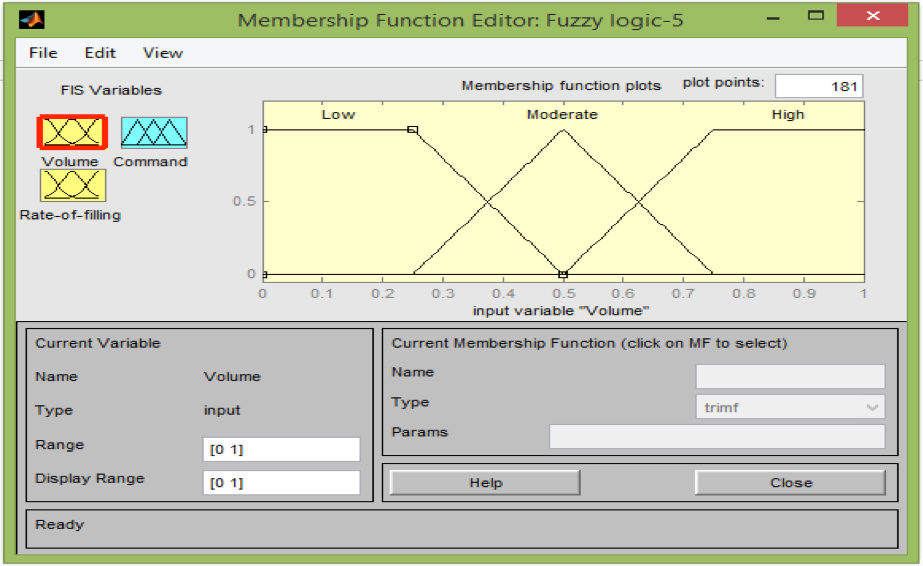 Membership Function Editor: Fuzzy logic-5
File Edit View
FIS Variables
Volume Command
Rate-of-filling
Membership function plots plot points: 181
Low Moderate High
1
0.5
0
0 0.1 0.2 0.3 0.4 0.5 0.6 0.7 0.8 0.9 1
input variable "Volume"
Current Variable
Name Volume
Type input
Range [0 1]
Display Range [0 1]
Current Membership Function (click on MF to select)
Name
Type trimf
Params
Help Close
Ready